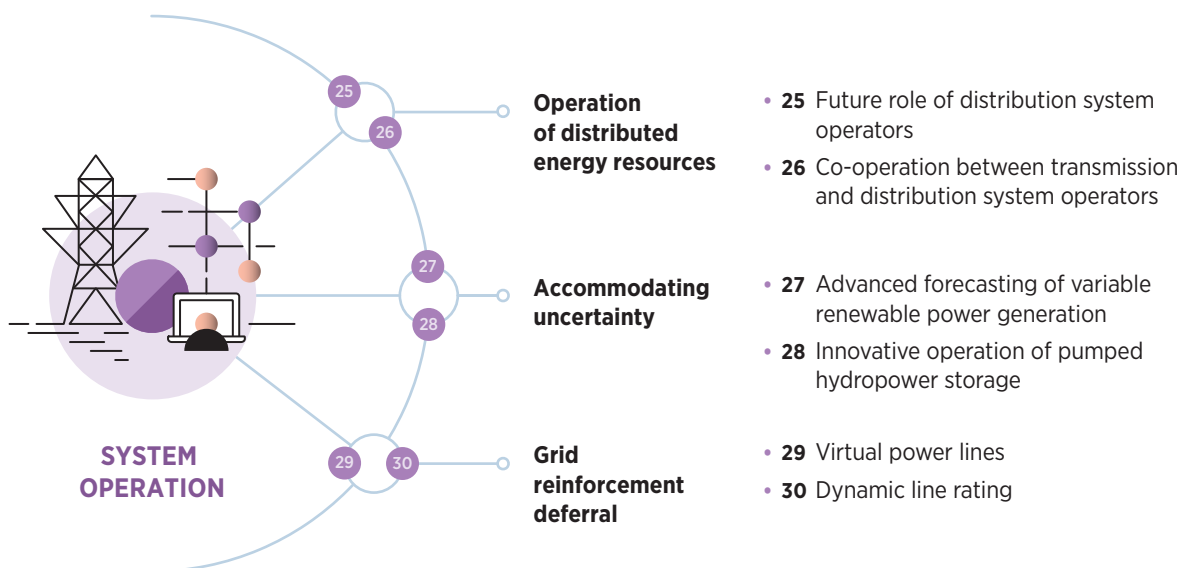 25
26
Operation
of distributed
energy resources
• 25 Future role of distribution system
operators
• 26 Co-operation between transmission
and distribution system operators
27
28
Accommodating
uncertainty
• 27 Advanced forecasting of variable
renewable power generation
• 28 Innovative operation of pumped
hydropower storage
SYSTEM
OPERATION
29
30
Grid
reinforcement
deferral
• 29 Virtual power lines
• 30 Dynamic line rating